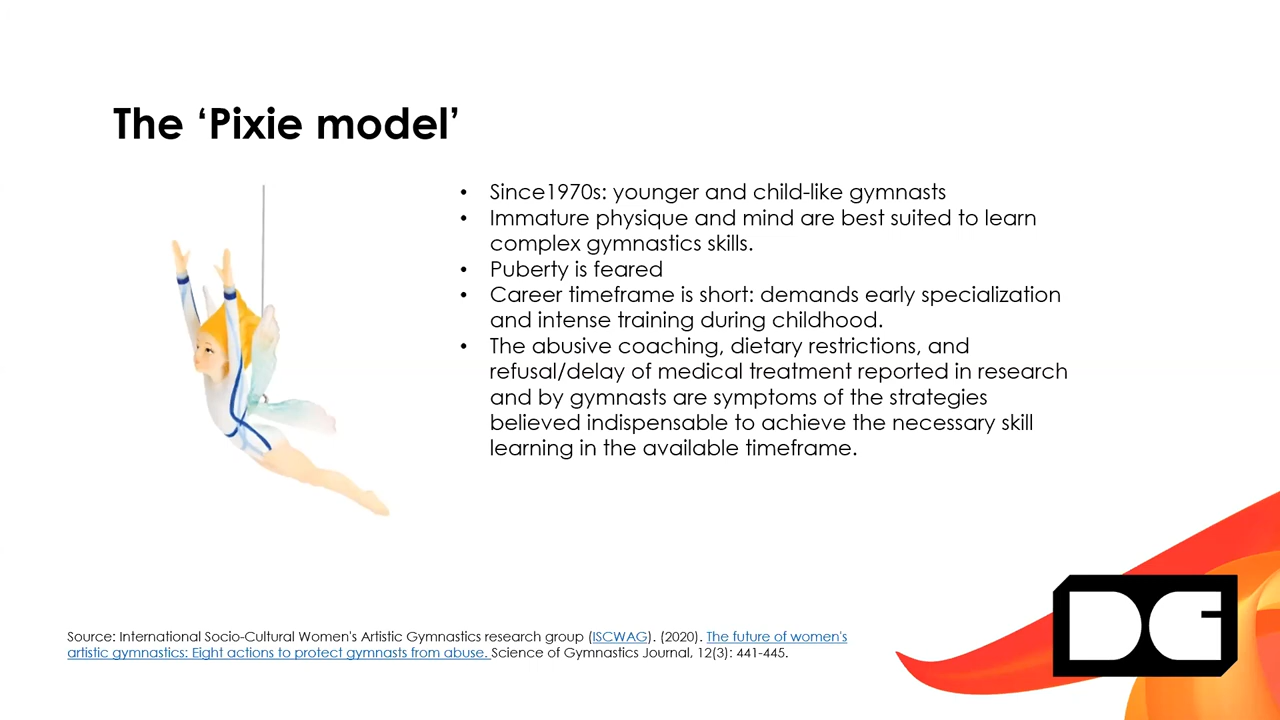 The ‘Pixie model’
• Since1970s: younger and child-like gymnasts
• Immature physique and mind are best suited to learn
complex gymnastics skills.
• Puberty is feared
• Career timeframe is short: demands early specialization
and intense training during childhood.
• The abusive coaching, dietary restrictions, and
refusal/delay of medical treatment reported in research
and by gymnasts are symptoms of the strategies
believed indispensable to achieve the necessary skill
learning in the available timeframe.
Source: International Socio-Cultural Women's Artistic Gymnastics research group (ISCWAG). (2020). The future of women's
artistic gymnastics: Eight actions to protect gymnasts from abuse. Science of Gymnastics Journal, 12(3): 441-445.
DG